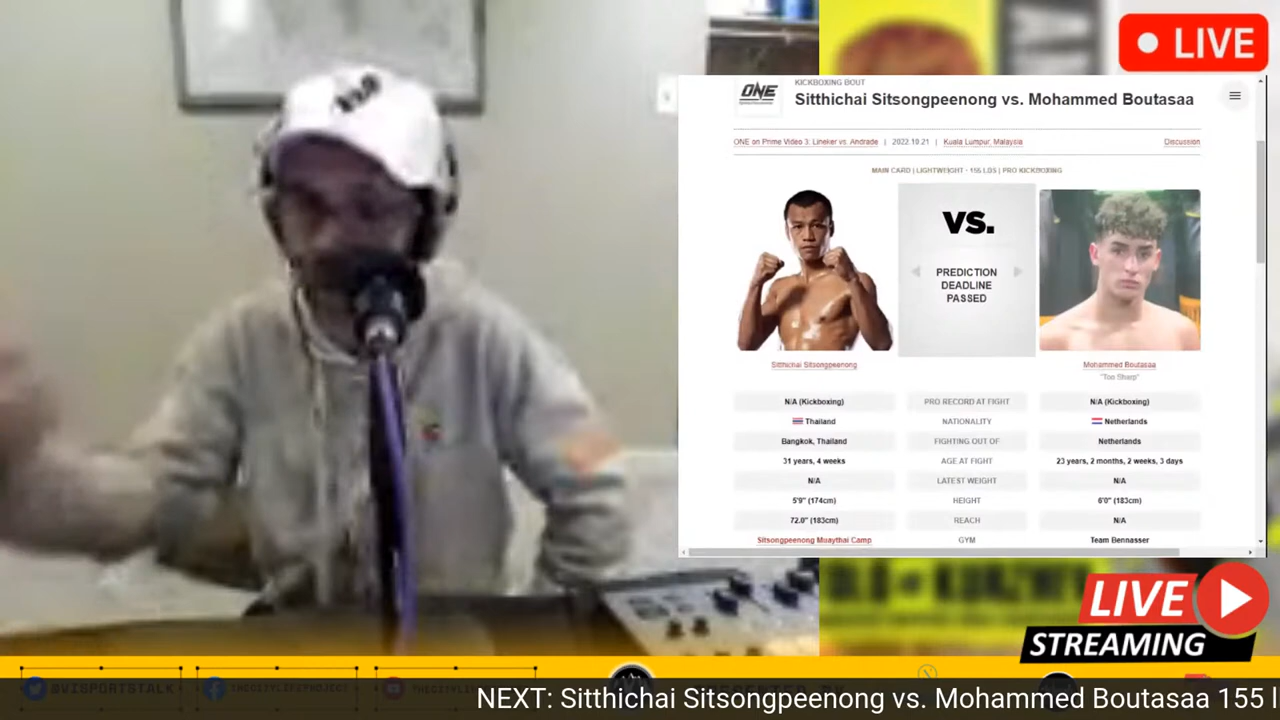 LIVE
KICKBOXING BOUT
ONE
Sitthichai Sitsongpeenong vs. Mohammed Boutasaa
ONE on Prime Video 3: Lineker vs. Andrade | 2022.10.21 | Kuala Lumpur, Malaysia
Discussion
MAIN CARD | LIGHTWEIGHT · 155 LBS | PRO KICKBOXING
VS.
PREDICTION
DEADLINE
PASSED
Sitthichai Sitsongpeenong
Mohammed Boutasaa
"Too Sharp"
N/A (Kickboxing) PRO RECORD AT FIGHT N/A (Kickboxing)
Thailand NATIONALITY Netherlands
Bangkok, Thailand FIGHTING OUT OF Netherlands
31 years, 4 weeks AGE AT FIGHT 23 years, 2 months, 2 weeks, 3 days
N/A LATEST WEIGHT N/A
5'9" (174cm) HEIGHT 6'0" (183cm)
72.0" (183cm) REACH N/A
Sitsongpeenong Muaythai Camp GYM Team Bennasser
LIVE
STREAMING
@VISPORTSTALK
NEXT: Sitthichai Sitsongpeenong vs. Mohammed Boutasaa 155 l